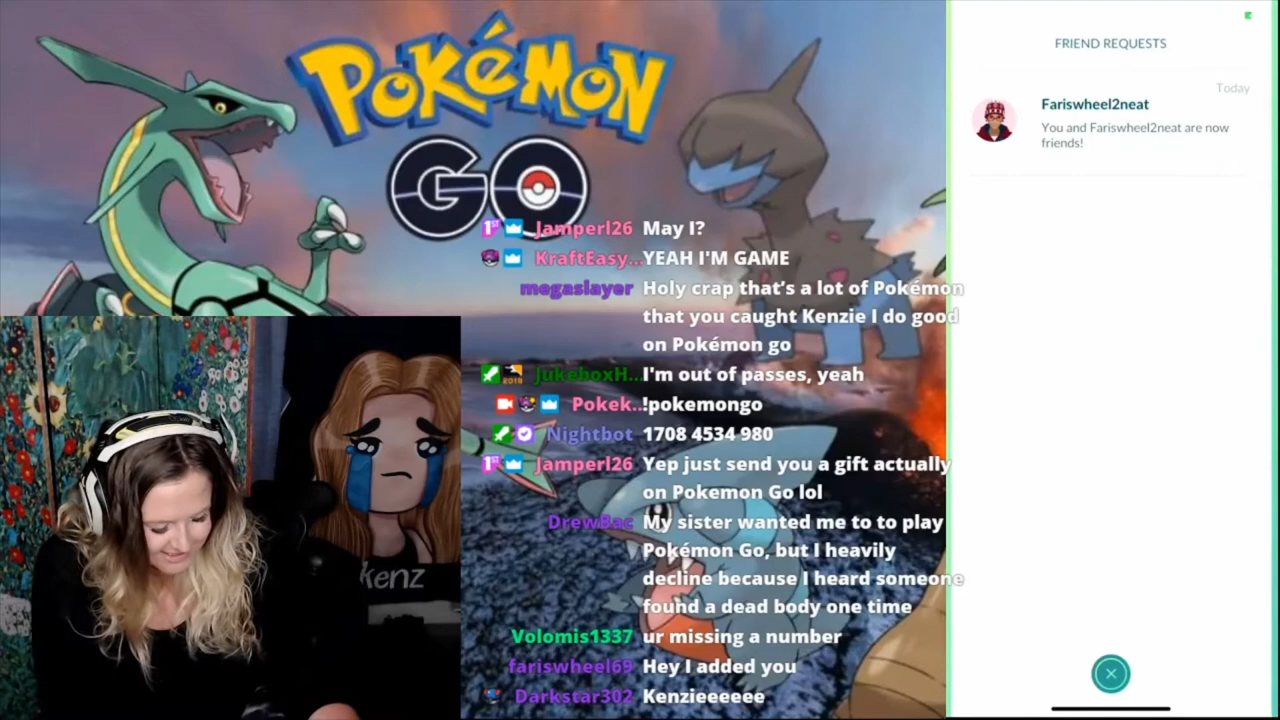 POKÉMON
GO
Jamperl26 May I?
KraftEasy... YEAH I'M GAME
megaslayer Holy crap that's a lot of Pokémon
that you caught Kenzie I do good
on Pokémon go
JukeboxH... I'm out of passes, yeah
Pokek... !pokemongo
Nightbot 1708 4534 980
Jamperl26 Yep just send you a gift actually
on Pokemon Go lol
DrewBac My sister wanted me to to play
Pokémon Go, but I heavily
decline because I heard someone
found a dead body one time
Volomis1337 ur missing a number
fariswheel69 Hey I added you
Darkstar302 Kenzieeeeee
kenz
FRIEND REQUESTS
Today
Fariswheel2neat
You and Fariswheel2neat are now
friends!